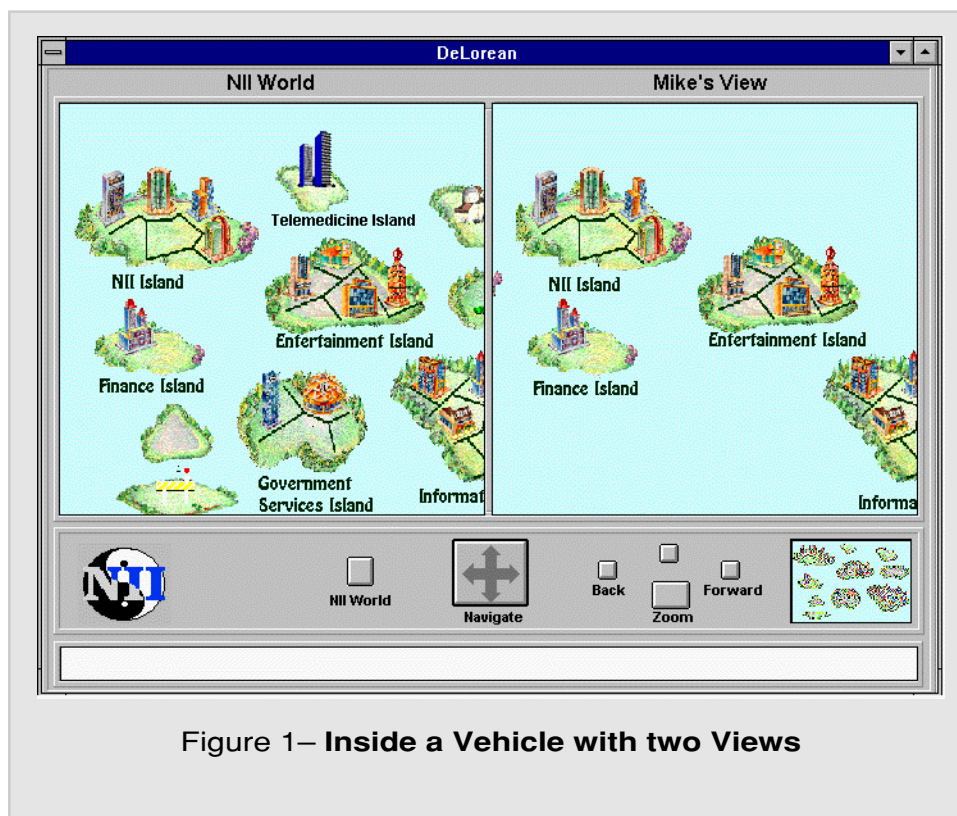 DeLorean
NII World
Mike's View
Telemedicine Island
NII Island
Entertainment Island
Finance Island
Government
Services Island
Informat
NII Island
Entertainment Island
Finance Island
Informa
NII
NII World
Navigate
Back
Forward
Zoom
Figure 1– Inside a Vehicle with two Views